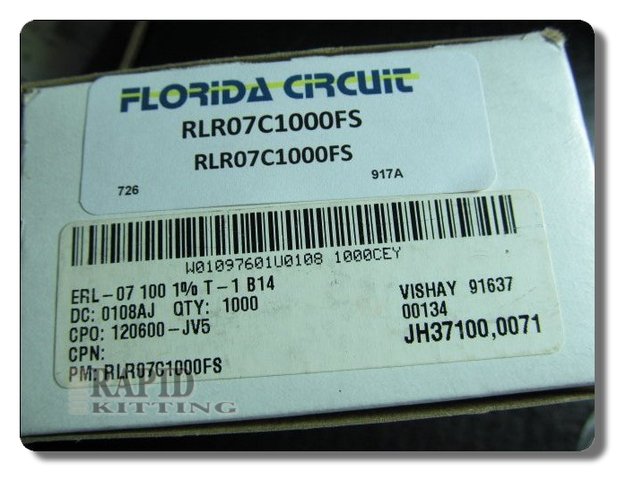 FLORIDA CIRCUIT
RLR07C1000FS
RLR07C1000FS
726
917A
W01097601U0108 1000CEY
ERL-07 100 1% T-1 B14
DC: 0108AJ QTY: 1000
CPO: 120600-JV5
CPN:
PM: RLR07C1000FS
VISHAY 91637
00134
JH37100,0071
RAPID
KITTING